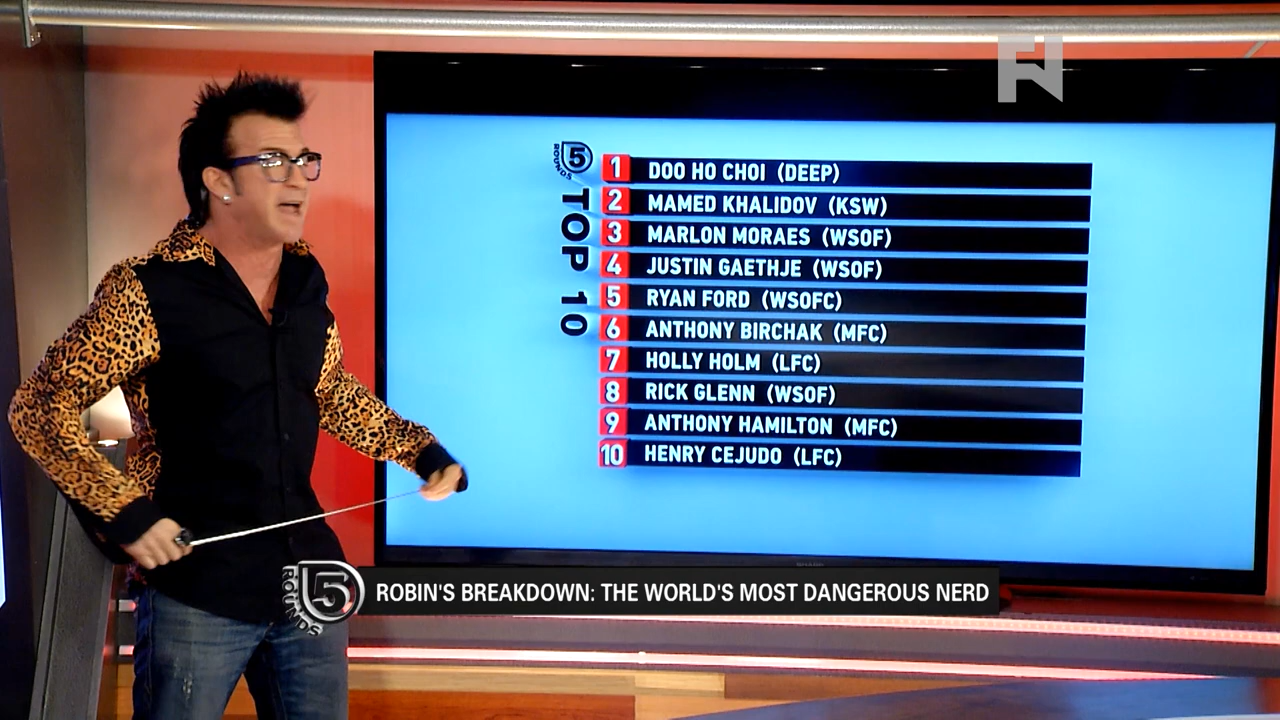 FN
5 ROUNDS
TOP 10
1 DOO HO CHOI (DEEP)
2 MAMED KHALIDOV (KSW)
3 MARLON MORAES (WSOF)
4 JUSTIN GAETHJE (WSOF)
5 RYAN FORD (WSOFC)
6 ANTHONY BIRCHAK (MFC)
7 HOLLY HOLM (LFC)
8 RICK GLENN (WSOF)
9 ANTHONY HAMILTON (MFC)
10 HENRY CEJUDO (LFC)
5 ROUNDS
ROBIN'S BREAKDOWN: THE WORLD'S MOST DANGEROUS NERD